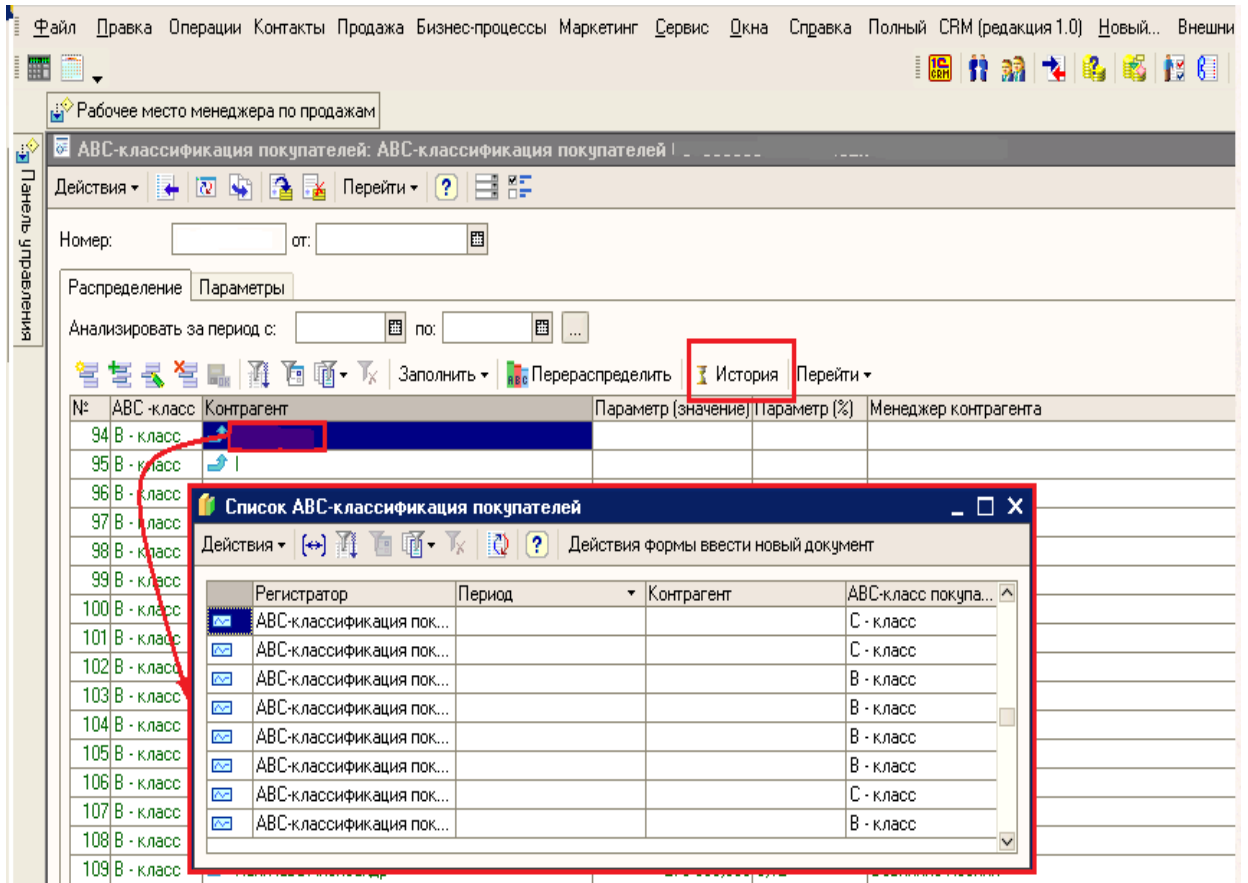 Файл Правка Операции Контакты Продажа Бизнес-процессы Маркетинг Сервис Окна Справка Полный CRM (редакция 1.0) Новый... Внешни
1С CRM
Рабочее место менеджера по продажам
Панель управления
ABC-классификация покупателей: ABC-классификация покупателей
Действия Перейти ?
Номер: от:
Распределение Параметры
Анализировать за период с: по: ...
Заполнить ABC Перераспределить История Перейти
№ ABC -класс Контрагент Параметр (значение) Параметр (%) Менеджер контрагента
94 B - класс
95 B - класс
96 B - класс
97 B - класс
98 B - класс
99 B - класс
100 B - класс
101 B - класс
102 B - класс
103 B - класс
104 B - класс
105 B - класс
106 B - класс
107 B - класс
108 B - класс
109 B - класс
Список ABC-классификация покупателей
Действия ? Действия формы ввести новый документ
Регистратор Период Контрагент ABC-класс покупа...
ABC-классификация пок... C - класс
ABC-классификация пок... C - класс
ABC-классификация пок... B - класс
ABC-классификация пок... B - класс
ABC-классификация пок... B - класс
ABC-классификация пок... B - класс
ABC-классификация пок... C - класс
ABC-классификация пок... B - класс